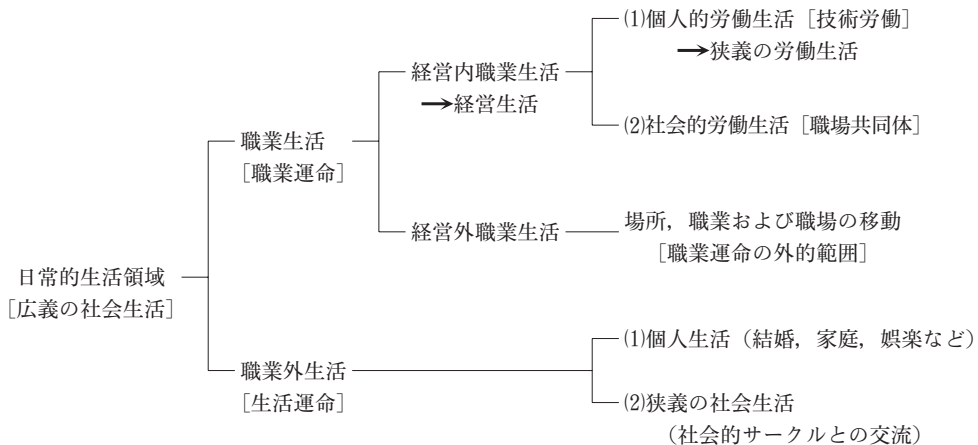 ⑴個人的労働生活[技術労働]
→狭義の労働生活
経営内職業生活
→経営生活
⑵社会的労働生活[職場共同体]
職業生活
[職業運命]
経営外職業生活
場所，職業および職場の移動
[職業運命の外的範囲]
日常的生活領域
[広義の社会生活]
⑴個人生活（結婚，家庭，娯楽など）
職業外生活
[生活運命]
⑵狭義の社会生活
（社会的サークルとの交流）